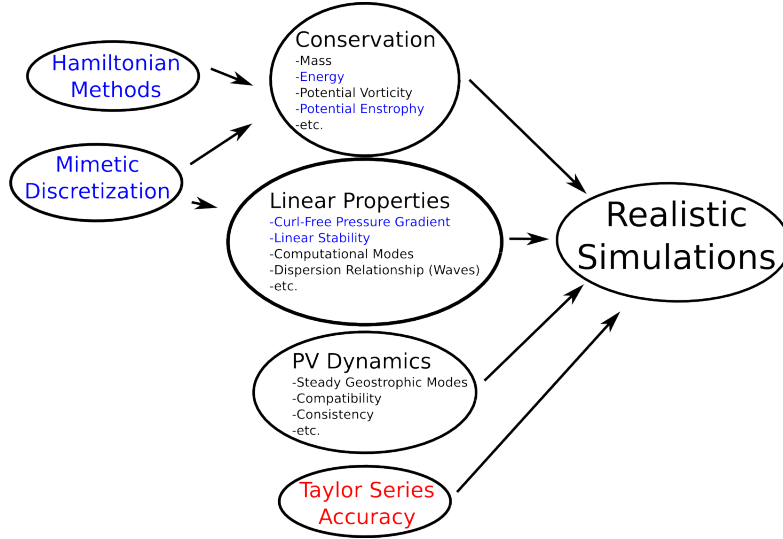 Hamiltonian
Methods
Mimetic
Discretization
Conservation
-Mass
-Energy
-Potential Vorticity
-Potential Enstrophy
-etc.
Linear Properties
-Curl-Free Pressure Gradient
-Linear Stability
-Computational Modes
-Dispersion Relationship (Waves)
-etc.
PV Dynamics
-Steady Geostrophic Modes
-Compatibility
-Consistency
-etc.
Taylor Series
Accuracy
Realistic
Simulations